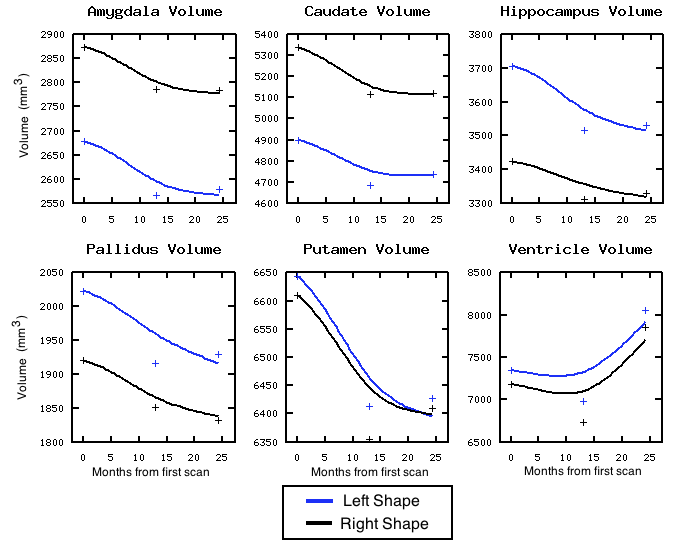 Amygdala Volume Caudate Volume Hippocampus Volume
2900 5400 3800
2850 5300 3700
2800 5200
2750 5100 3600
2700 5000
2650 4900 3500
2600 4800 3400
2550 4700 3300
4600
Volume (mm3)
0 5 10 15 20 25 0 5 10 15 20 25 0 5 10 15 20 25
Pallidus Volume Putamen Volume Ventricle Volume
2050 6650 8500
2000 6600 8000
1950 6550 7500
1900 6500 7000
1850 6450 6500
1800 6400
6350
Volume (mm3)
0 5 10 15 20 25 0 5 10 15 20 25 0 5 10 15 20 25
Months from first scan Months from first scan Months from first scan
Left Shape
Right Shape